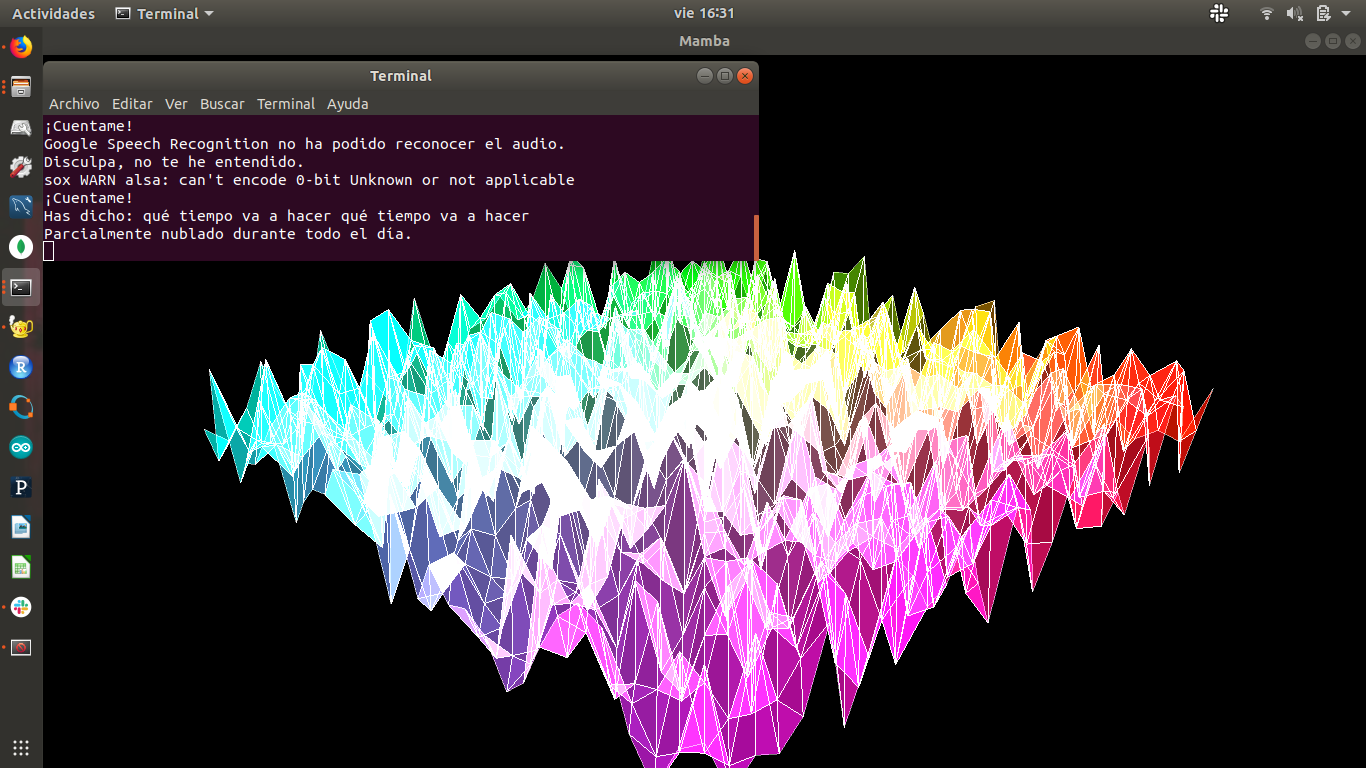 Actividades
Terminal
vie 16:31
Mamba
Terminal
Archivo Editar Ver Buscar Terminal Ayuda
¡Cuentame!
Google Speech Recognition no ha podido reconocer el audio.
Disculpa, no te he entendido.
sox WARN alsa: can't encode 0-bit Unknown or not applicable
¡Cuentame!
Has dicho: qué tiempo va a hacer qué tiempo va a hacer
Parcialmente nublado durante todo el día.
R
P